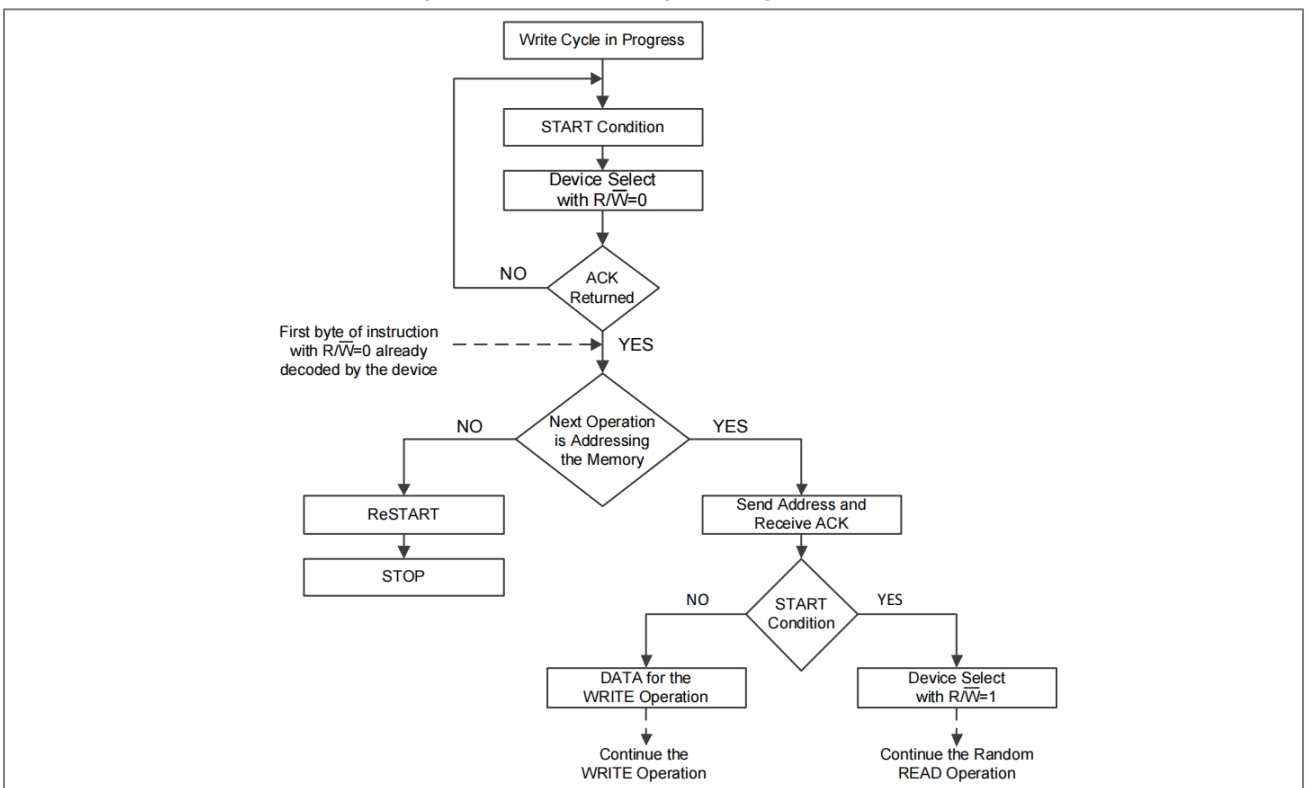 Write Cycle in Progress
START Condition
Device Select
with R/W̅=0
NO
ACK
Returned
First byte of instruction
with R/W̅=0 already
decoded by the device
YES
NO
Next Operation
is Addressing
the Memory
YES
ReSTART
Send Address and
Receive ACK
STOP
NO
START
Condition
YES
DATA for the
WRITE Operation
Device Select
with R/W̅=1
Continue the
WRITE Operation
Continue the Random
READ Operation